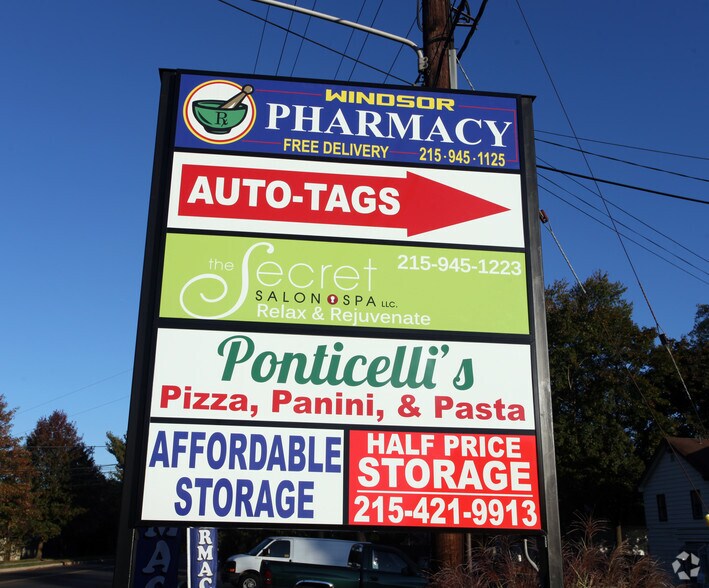 WINDSOR
Rx
PHARMACY
FREE DELIVERY 215-945-1125
AUTO-TAGS
the Secret 215-945-1223
SALON SPA LLC.
Relax & Rejuvenate
Ponticelli's
Pizza, Panini, & Pasta
AFFORDABLE
STORAGE
HALF PRICE
STORAGE
215-421-9913